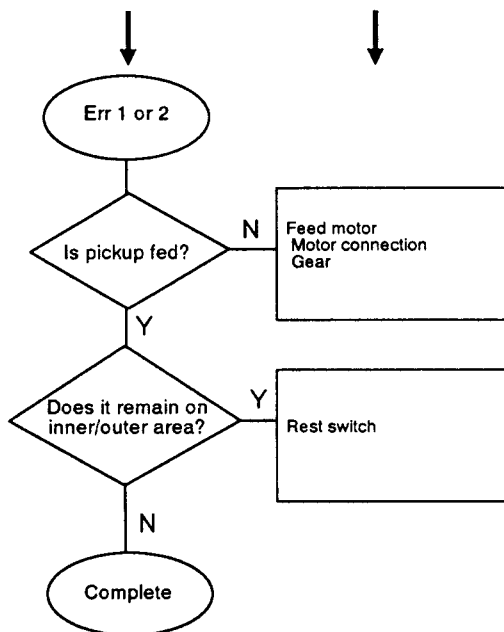 Err 1 or 2
Is pickup fed?
N
Feed motor
Motor connection
Gear
Y
Does it remain on
inner/outer area?
Y
Rest switch
N
Complete